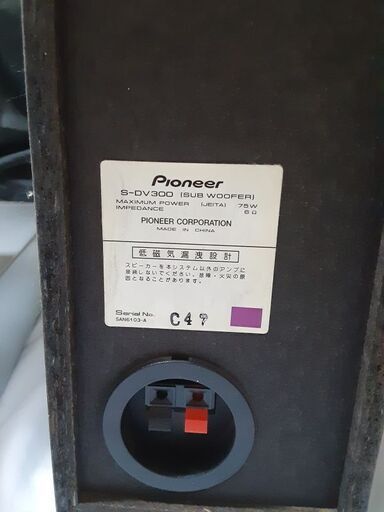 Pioneer
S-DV300 (SUB WOOFER)
MAXIMUM POWER (JEITA) 75W
IMPEDANCE 6Ω
PIONEER CORPORATION
MADE IN CHINA
低磁気漏洩設計
スピーカーを本システム以外のアンプに
接続しないでください。故障・火災の原
因となることがあります。
Serial No.
SAN6103-A
C47